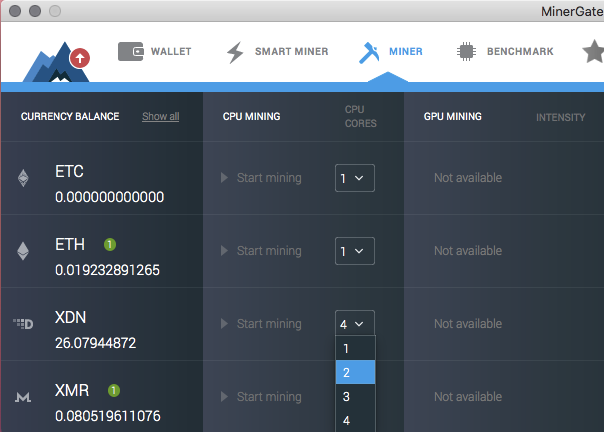 MinerGate
WALLET
SMART MINER
MINER
BENCHMARK
CURRENCY BALANCE Show all CPU MINING CPU CORES GPU MINING INTENSITY
ETC
0.000000000000
Start mining 1 Not available
ETH 1
0.019232891265
Start mining 1 Not available
XDN
26.07944872
Start mining 4 Not available
1
2
3
4
XMR 1
0.080519611076
Start mining Not available